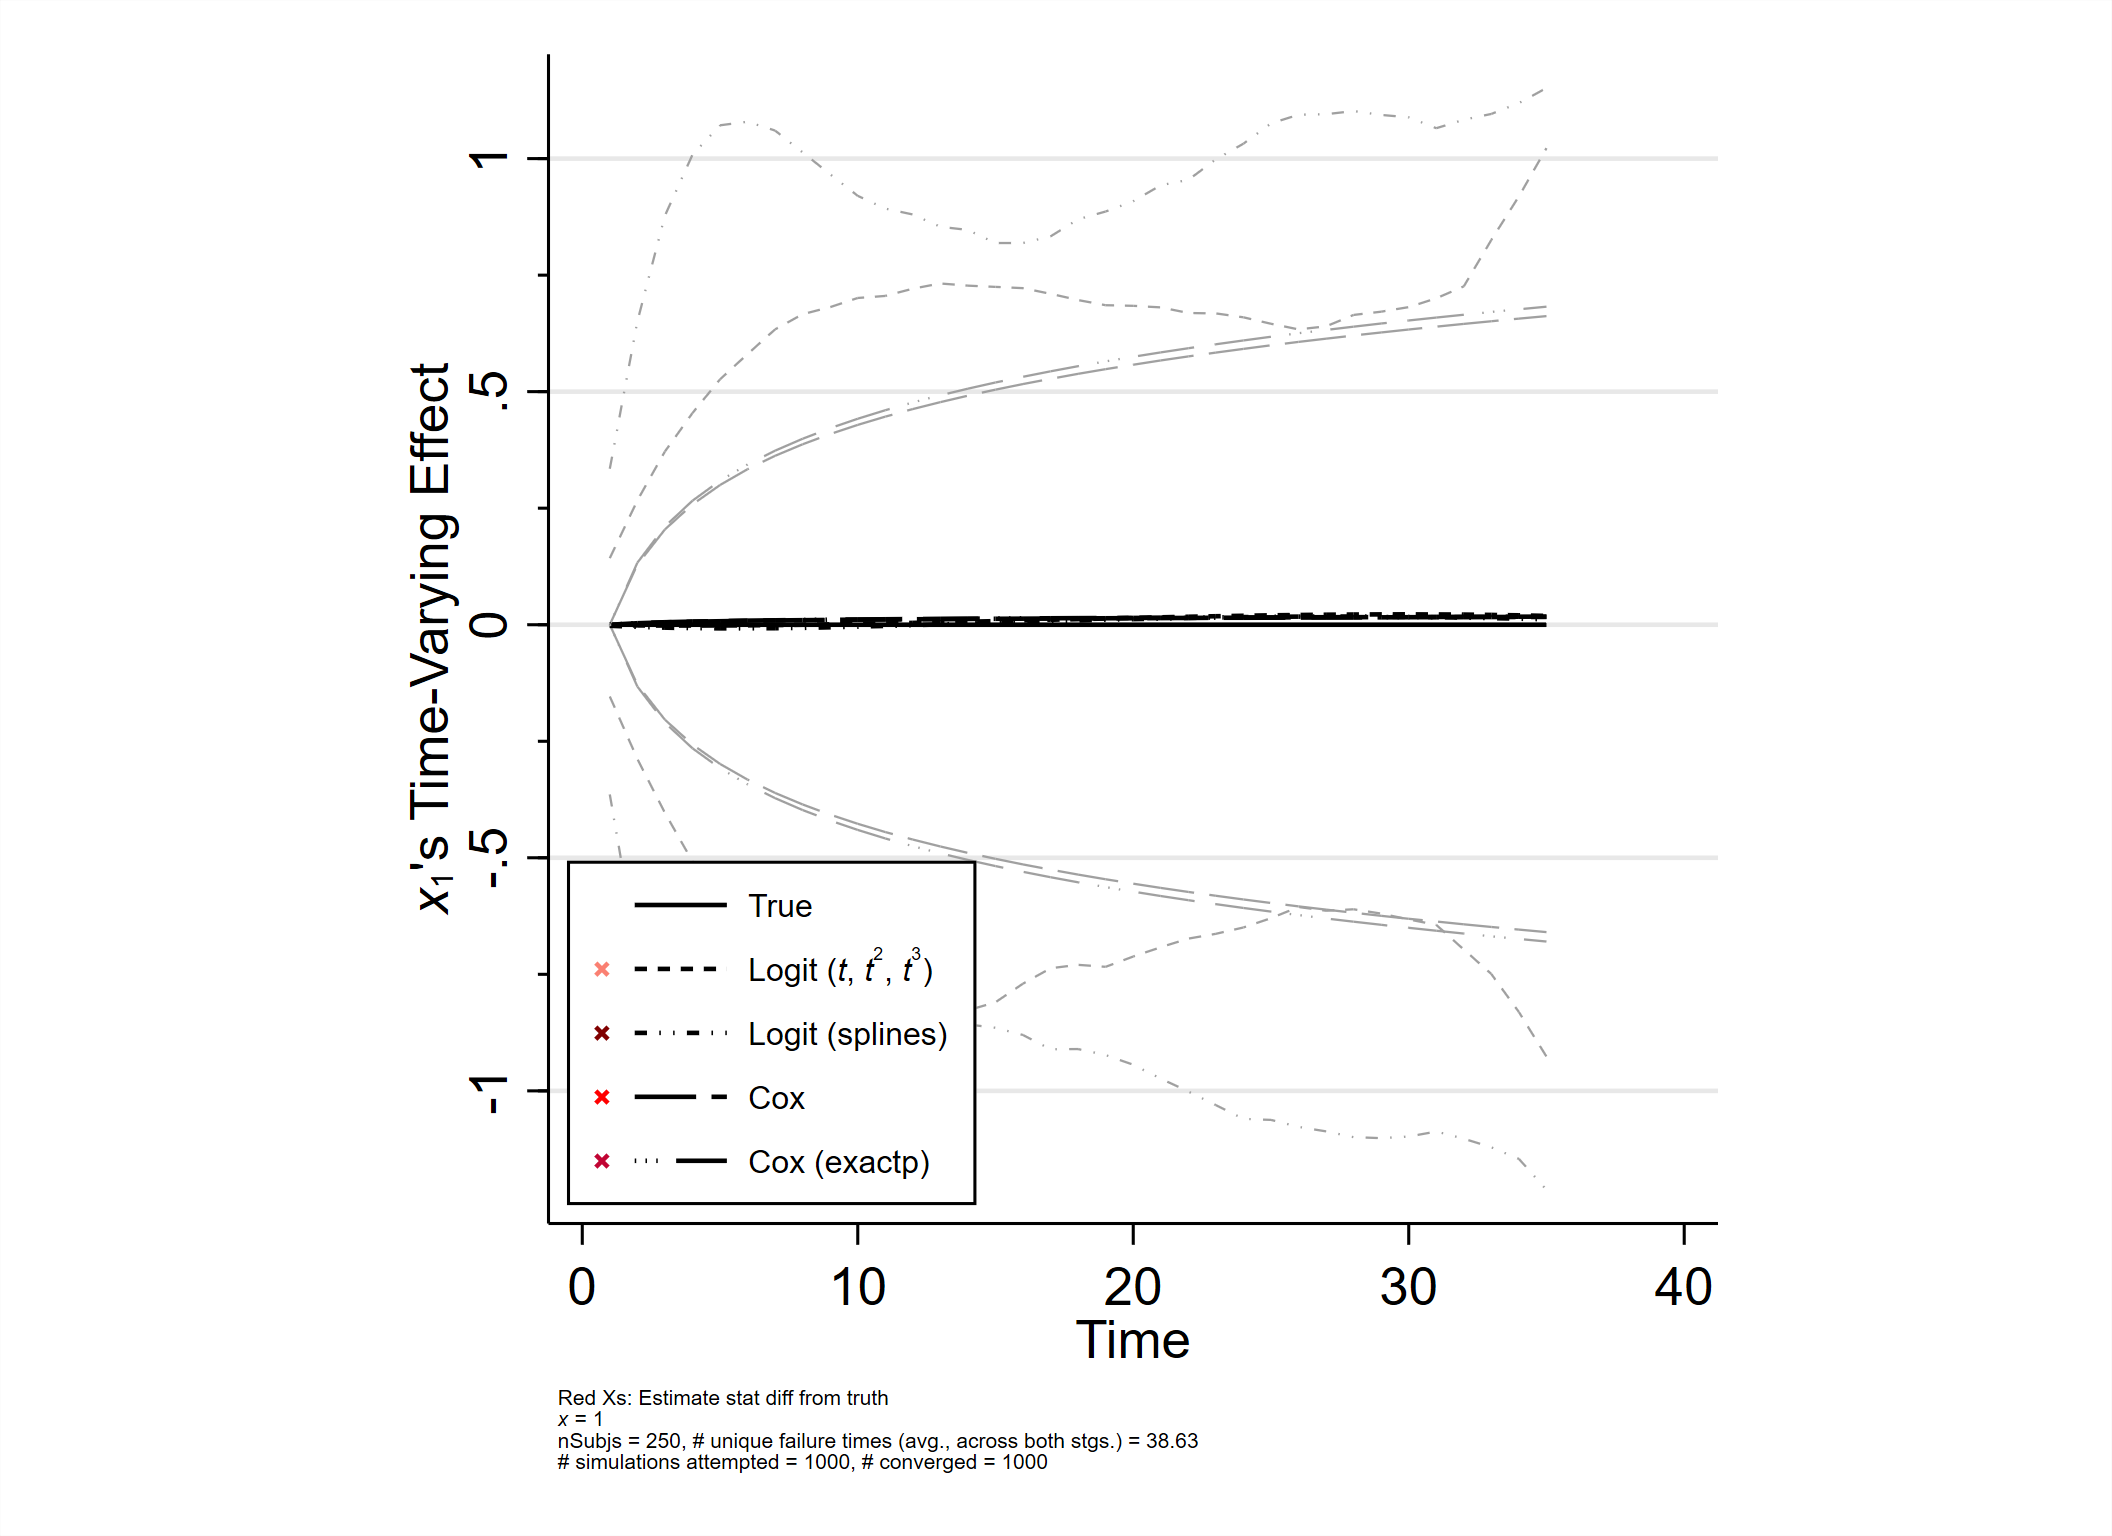 x₁'s Time-Varying Effect
1
.5
0
-.5
-1
True
Logit (t, t², t³)
Logit (splines)
Cox
Cox (exactp)
0 10 20 30 40
Time
Red Xs: Estimate stat diff from truth
x = 1
nSubjs = 250, # unique failure times (avg., across both stgs.) = 38.63
# simulations attempted = 1000, # converged = 1000